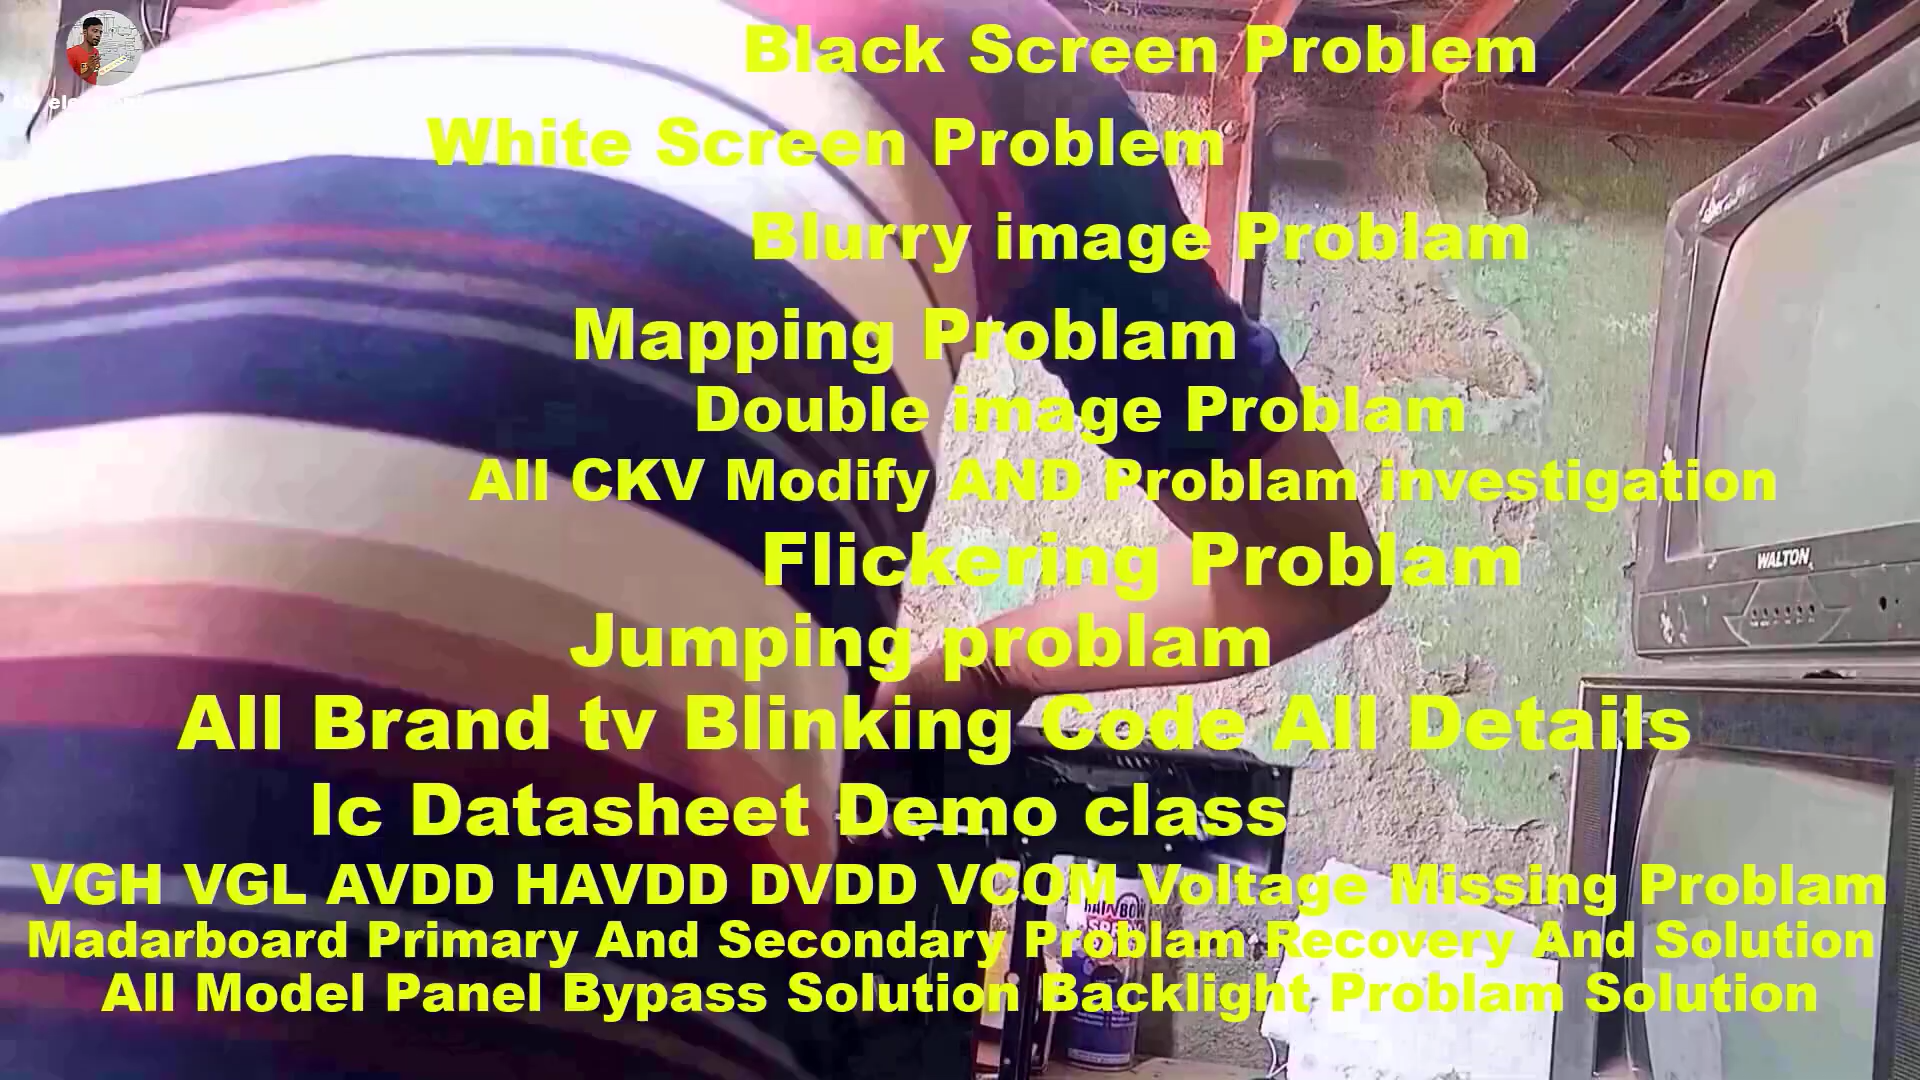 Black Screen Problem
White Screen Problem
Blurry image Problam
Mapping Problam
Double image Problam
All CKV Modify AND Problam investigation
Flickering Problam
WALTON
Jumping problam
All Brand tv Blinking Code All Details
Ic Datasheet Demo class
VGH VGL AVDD HAVDD DVDD VCOM Voltage Missing Problam
RAINBOW
Madarboard Primary And Secondary Problam Recovery And Solution
All Model Panel Bypass Solution Backlight Problam Solution